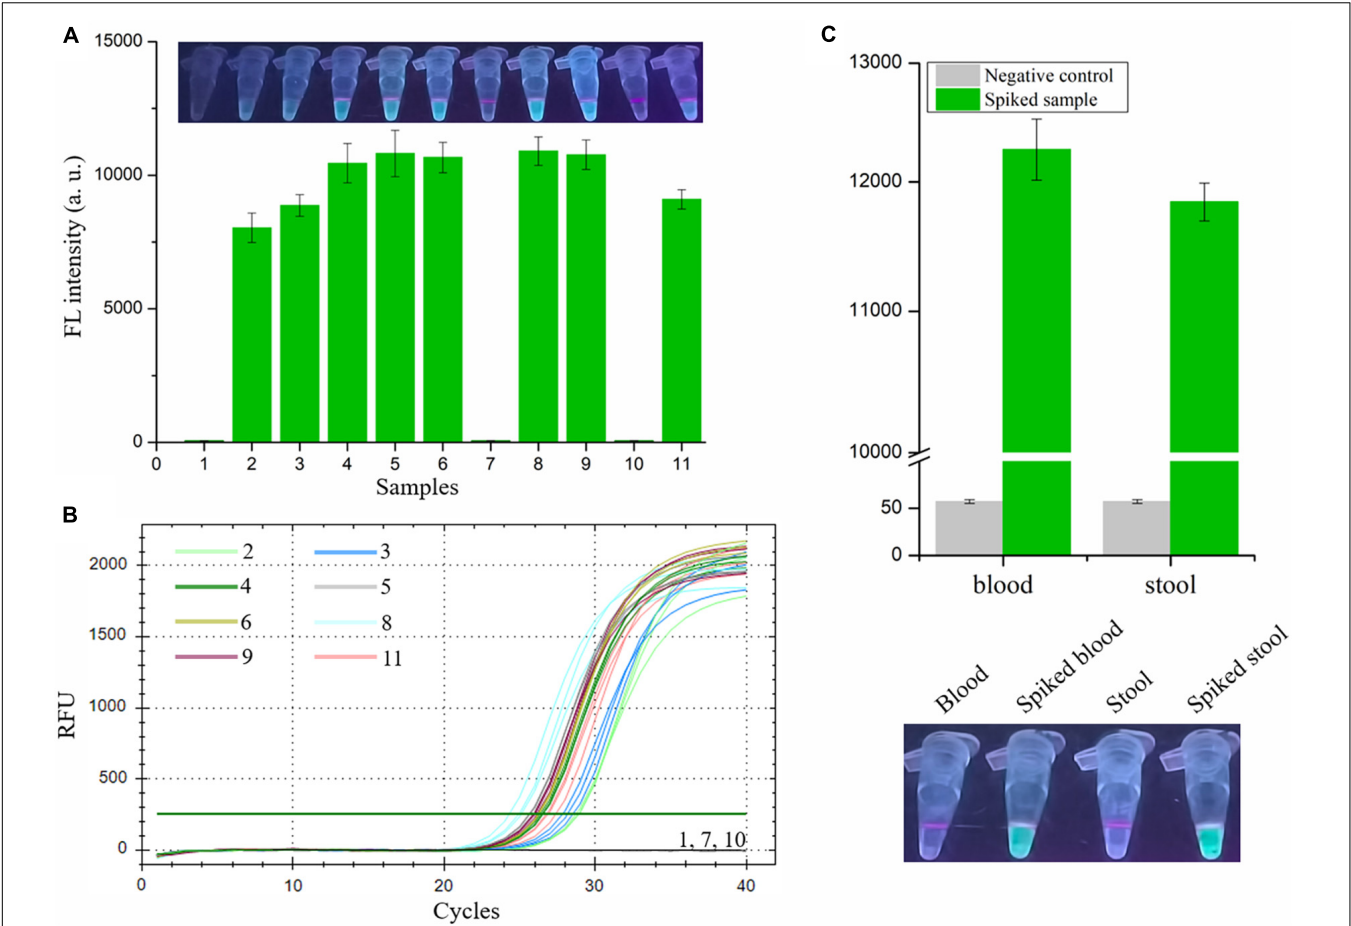 A
15000
10000
5000
0
FL intensity (a. u.)
0 1 2 3 4 5 6 7 8 9 10 11
Samples
B
2 3
4 5
6 8
9 11
2000
1500
1000
500
0
RFU
1, 7, 10
0 10 20 30 40
Cycles
C
Negative control
Spiked sample
13000
12000
11000
10000
50
0
blood stool
Blood Spiked blood Stool Spiked stool